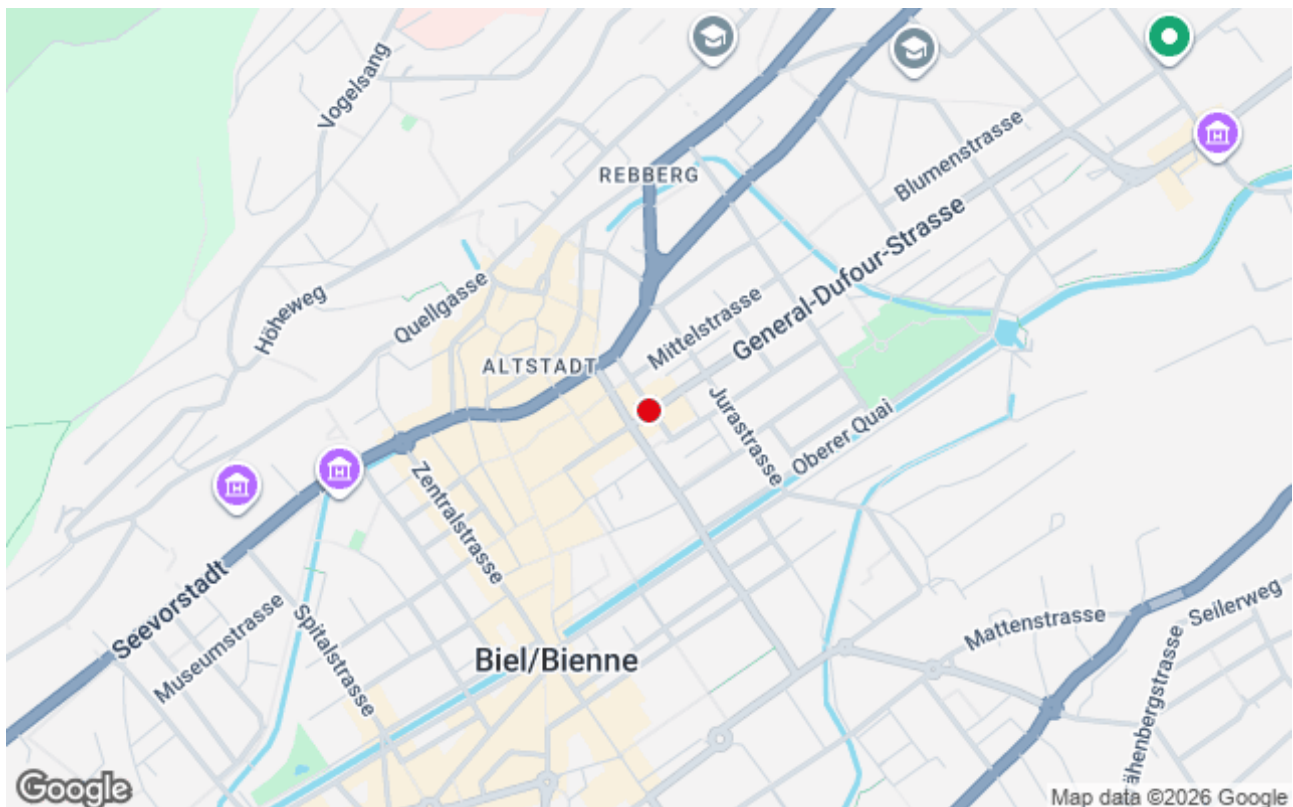 Vogelsang
REBBERG
Blumenstrasse
General-Dufour-Strasse
Höheweg
Quellgasse
Mittelstrasse
ALTSTADT
Jurastrasse
Oberer Quai
Zentralstrasse
Seevorstadt
Museumstrasse
Spitalstrasse
Biel/Bienne
Mattenstrasse
Seilerweg
ähenbergstrasse
Google
Map data ©2026 Google